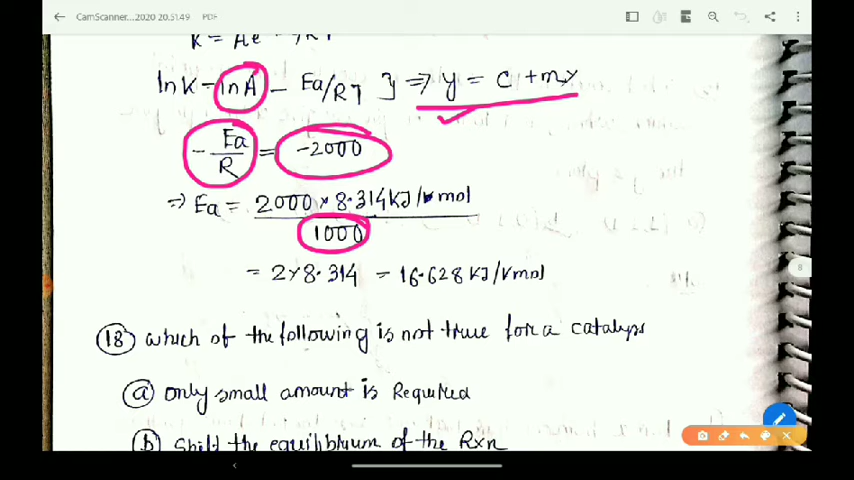 CamScanner...2020 20.51.49 PDF
ln K = ln A - Ea/RT } ⇒ y = c + mx
- Ea/R = -2000
⇒ Ea = 2000 × 8.314 KJ/ mol
1000
= 2×8.314 = 16.628 KJ/ mol
8
18 which of the following is not true for a catalyst
a only small amount is Required
b shift the equilibrium of the Rxn